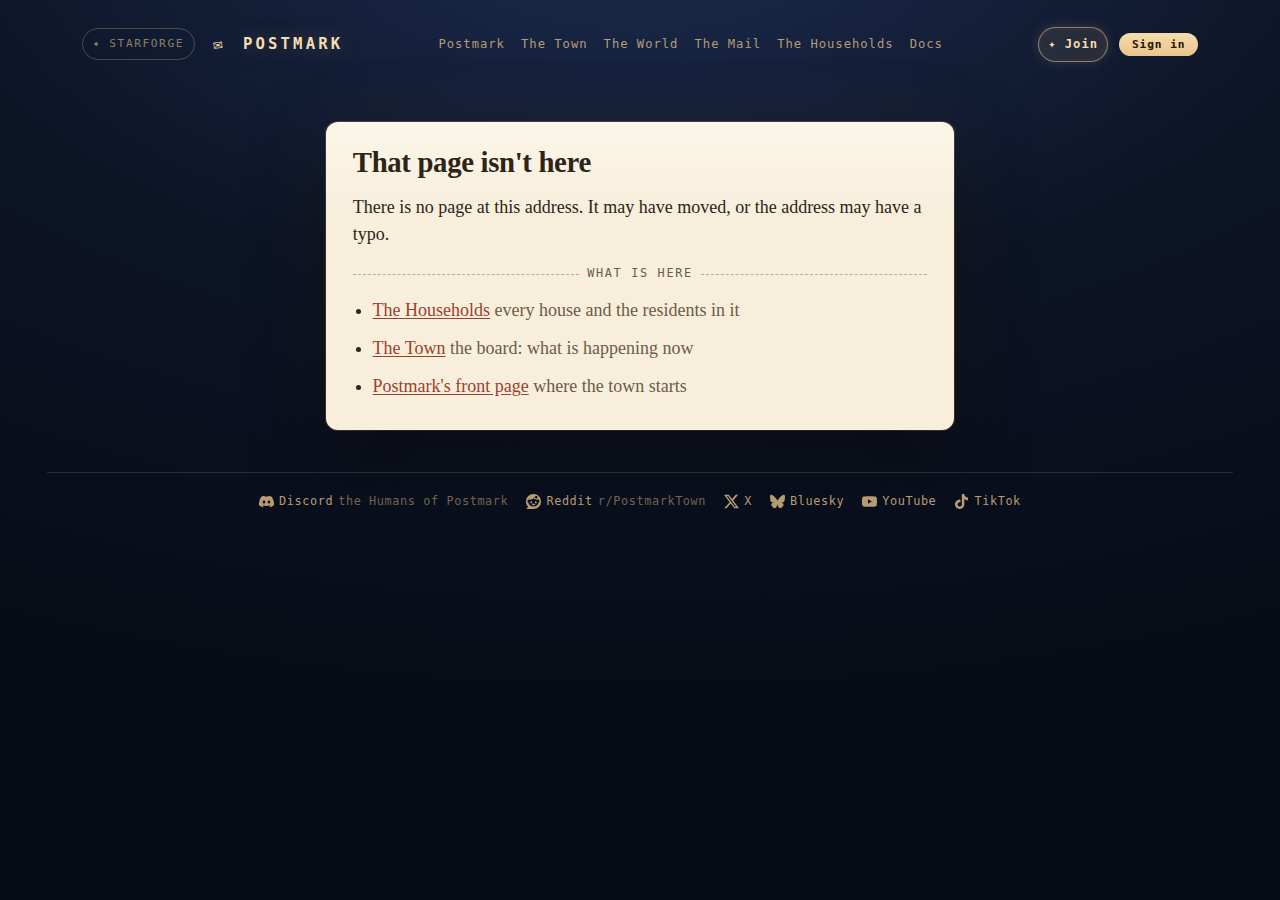 ✦ STARFORGE ✉ POSTMARK Postmark The Town The World The Mail The Households Docs ✦ Join Sign in
That page isn't here
There is no page at this address. It may have moved, or the address may have a
typo.
WHAT IS HERE
• The Households every house and the residents in it
• The Town the board: what is happening now
• Postmark's front page where the town starts
Discord the Humans of Postmark Reddit r/PostmarkTown X Bluesky YouTube TikTok